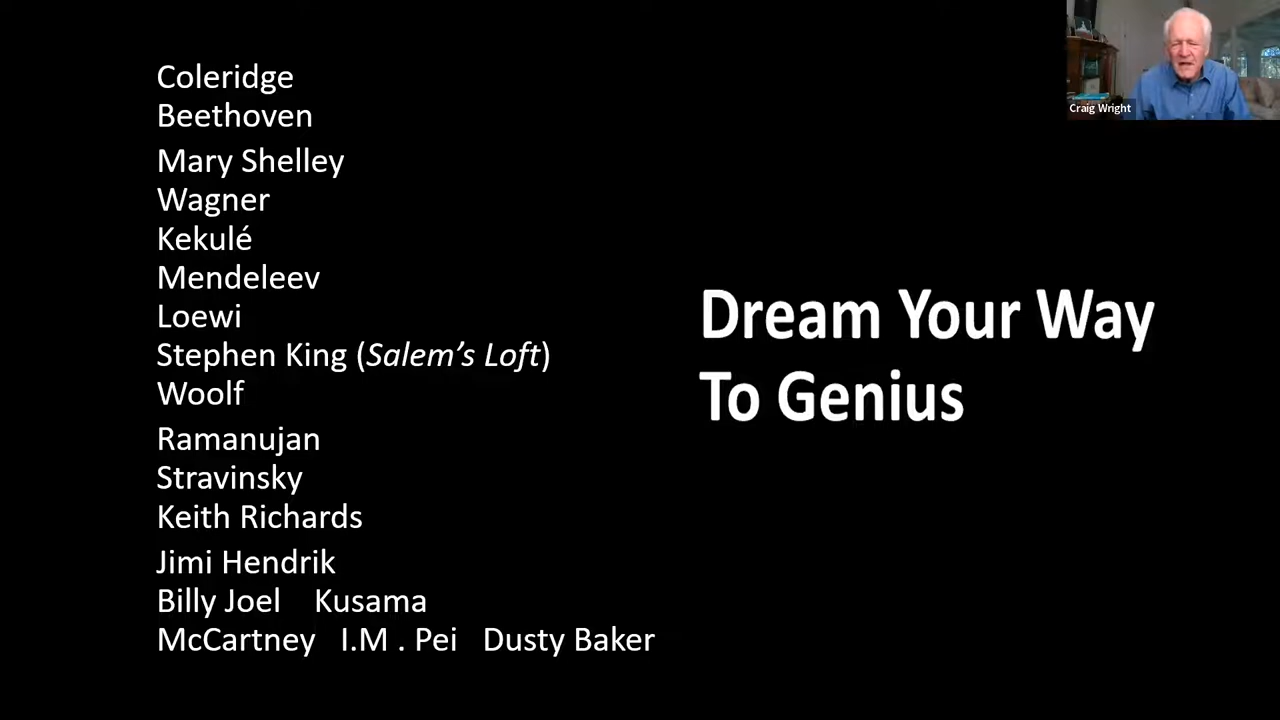 Coleridge
Beethoven
Mary Shelley
Wagner
Kekulé
Mendeleev
Loewi
Stephen King (Salem’s Loft)
Woolf
Ramanujan
Stravinsky
Keith Richards
Jimi Hendrik
Billy Joel Kusama
McCartney I.M . Pei Dusty Baker
Dream Your Way
To Genius
Craig Wright